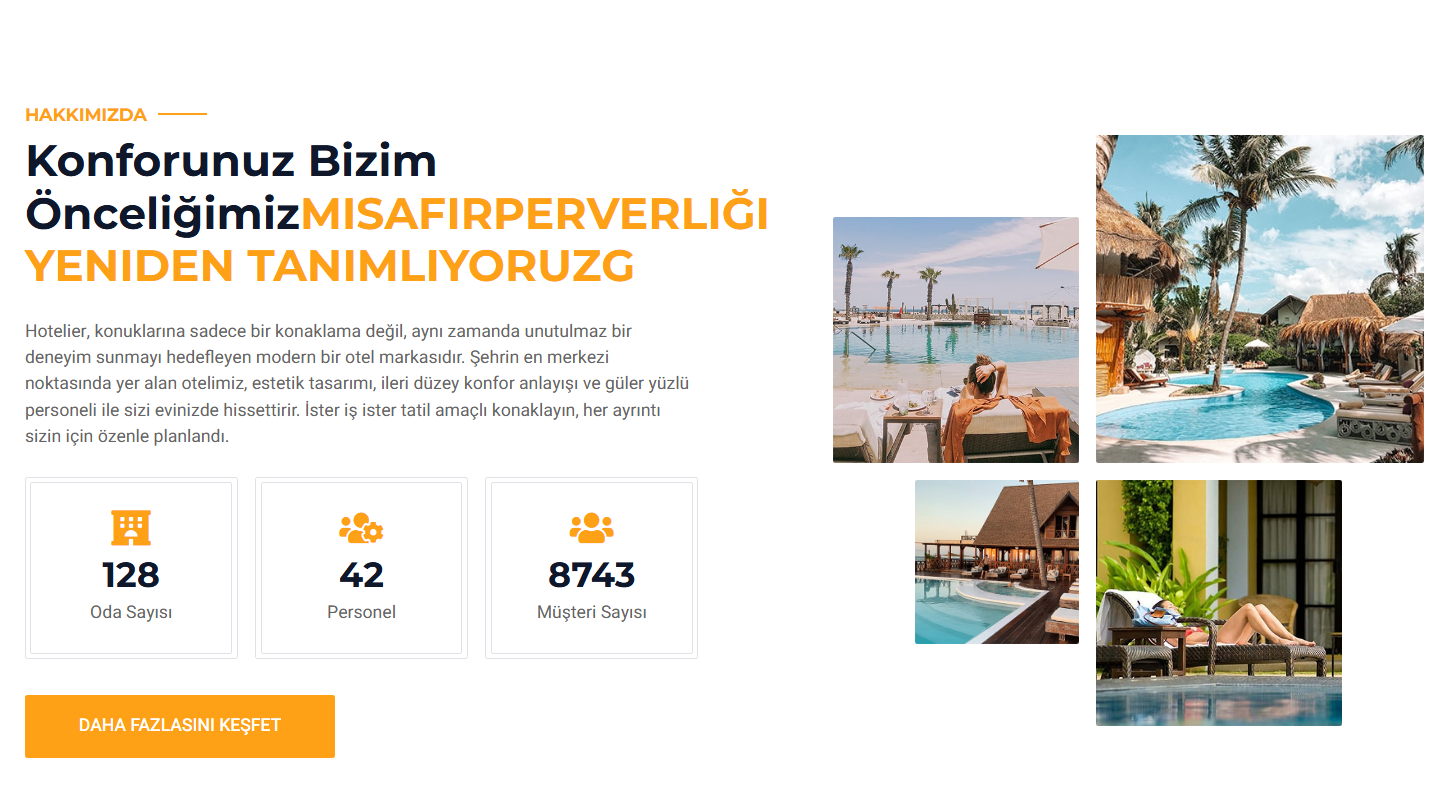 HAKKIMIZDA
Konforunuz Bizim
ÖnceliğimizMISAFIRPERVERLIĞI
YENIDEN TANIMLIYORUZG
Hotelier, konuklarına sadece bir konaklama değil, aynı zamanda unutulmaz bir
deneyim sunmayı hedefleyen modern bir otel markasıdır. Şehrin en merkezi
noktasında yer alan otelimiz, estetik tasarımı, ileri düzey konfor anlayışı ve güler yüzlü
personeli ile sizi evinizde hissettirir. İster iş ister tatil amaçlı konaklayın, her ayrıntı
sizin için özenle planlandı.
128
Oda Sayısı
42
Personel
8743
Müşteri Sayısı
DAHA FAZLASINI KEŞFET